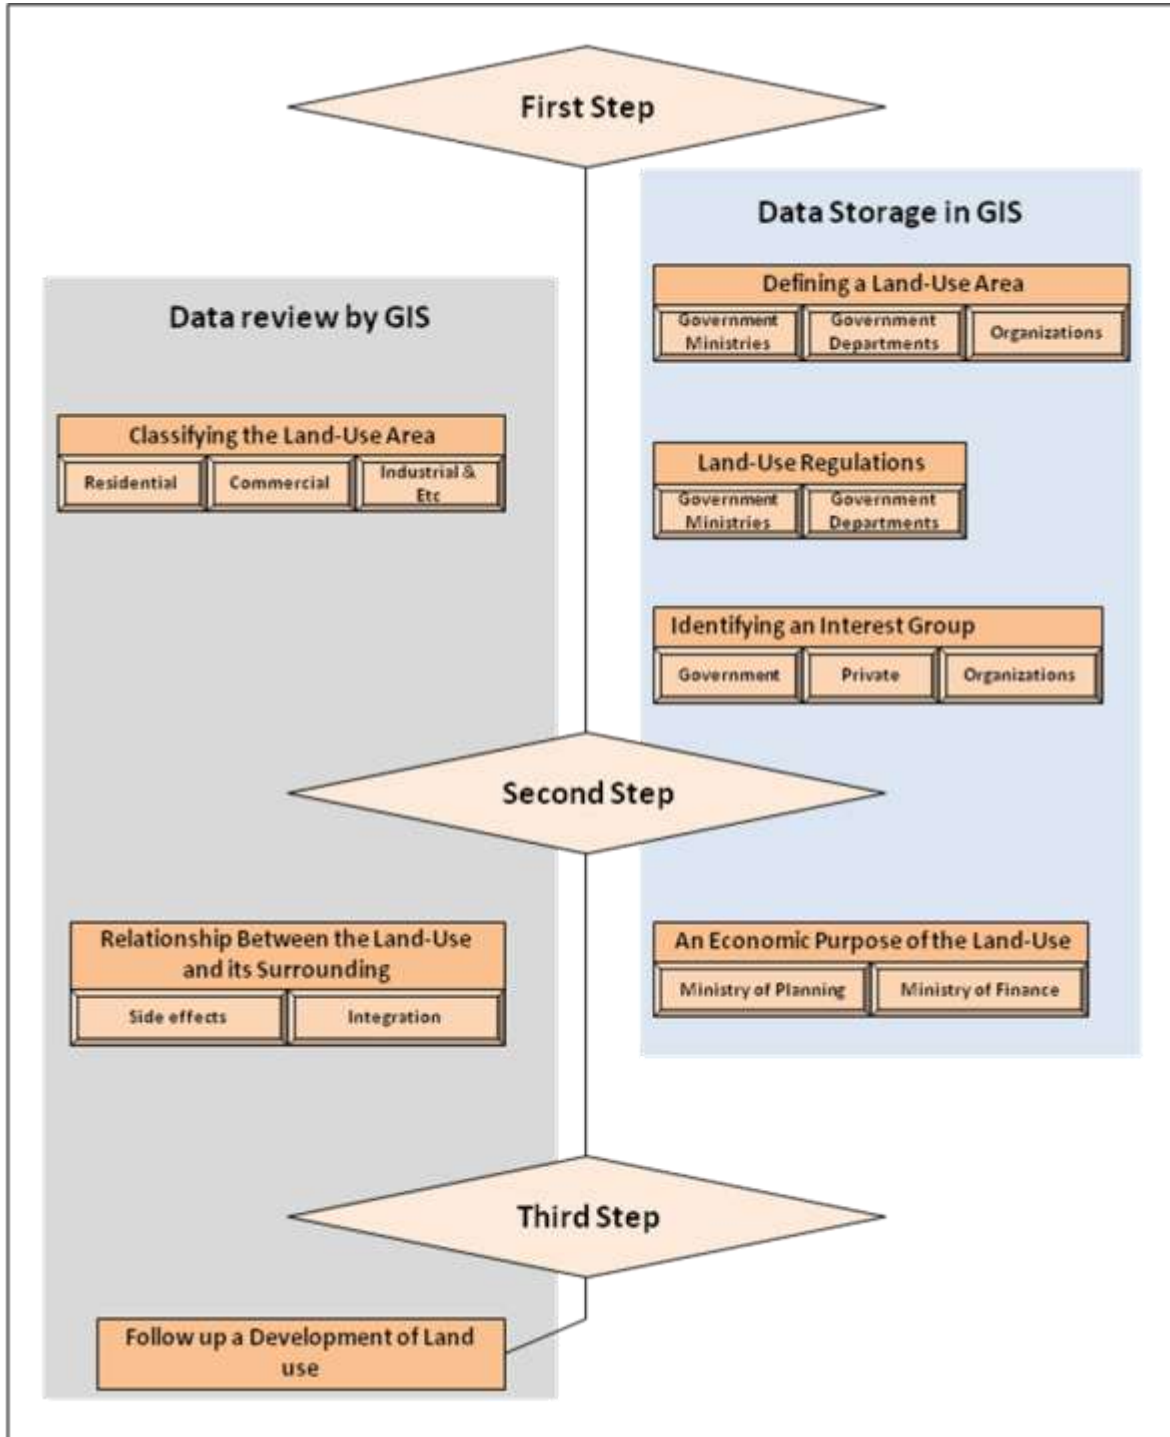 First Step
Data Storage in GIS
Defining a Land-Use Area
Government
Ministries
Government
Departments
Organizations
Data review by GIS
Classifying the Land-Use Area
Residential
Commercial
Industrial &
Etc
Land-Use Regulations
Government
Ministries
Government
Departments
Identifying an Interest Group
Government
Private
Organizations
Second Step
Relationship Between the Land-Use
and its Surrounding
Side effects
Integration
An Economic Purpose of the Land-Use
Ministry of Planning
Ministry of Finance
Third Step
Follow up a Development of Land
use